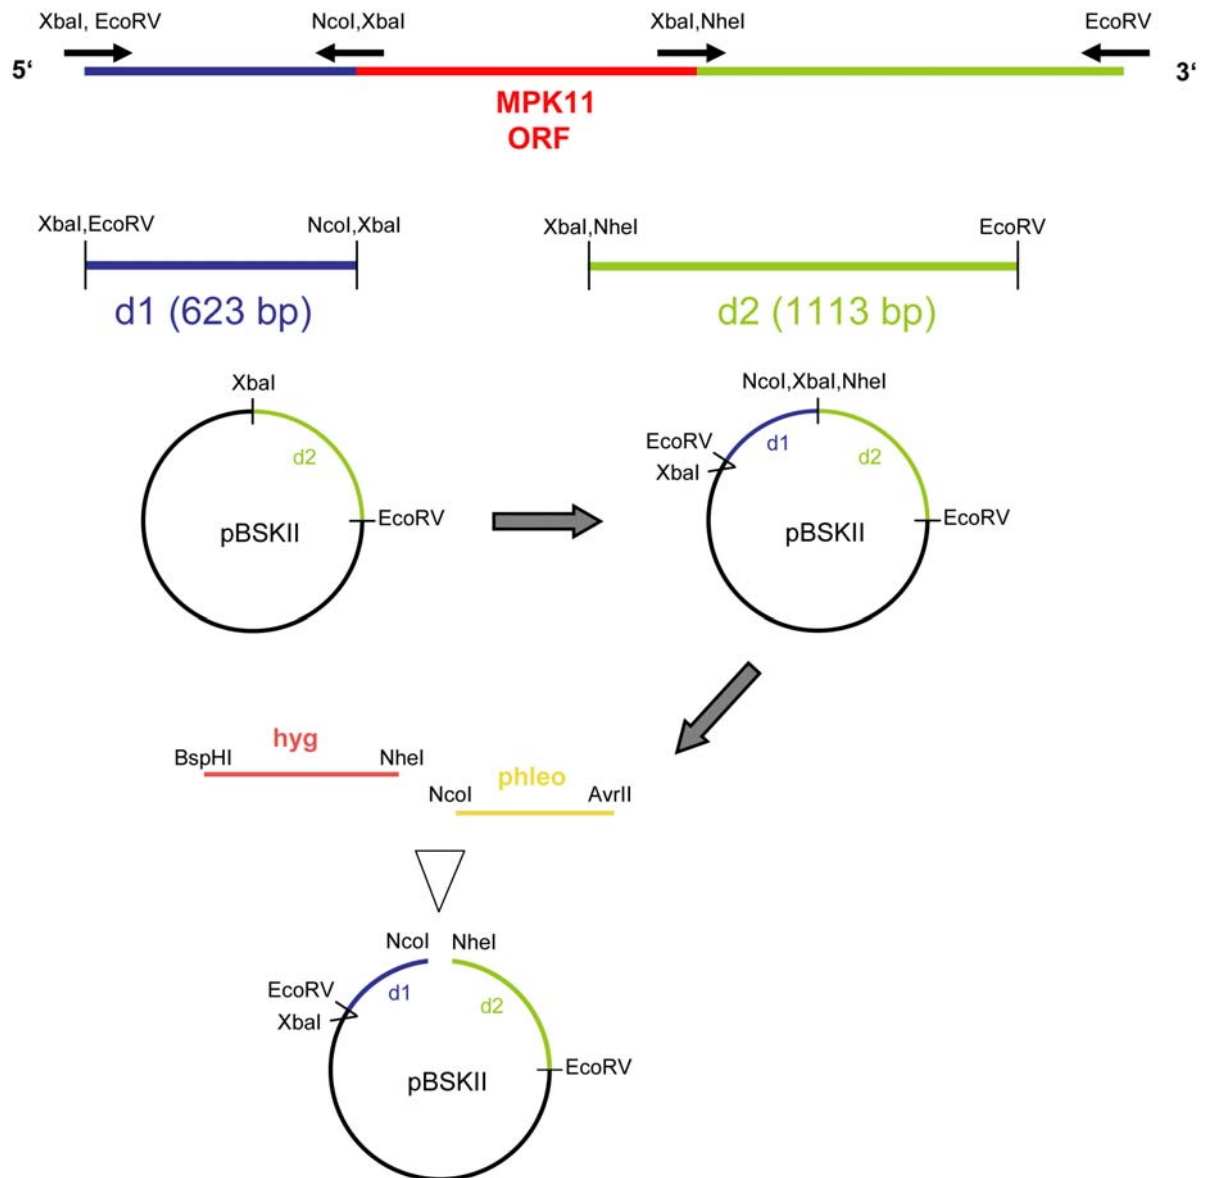 XbaI, EcoRV NcoI,XbaI XbaI,NheI EcoRV
5‘ 3‘
MPK11
ORF
XbaI,EcoRV NcoI,XbaI XbaI,NheI EcoRV
d1 (623 bp) d2 (1113 bp)
XbaI NcoI,XbaI,NheI
d2 EcoRV d1 d2
XbaI
EcoRV EcoRV
pBSKII pBSKII
hyg
BspHI NheI
phleo
NcoI AvrII
NcoI NheI
EcoRV d1 d2
XbaI
EcoRV
pBSKII